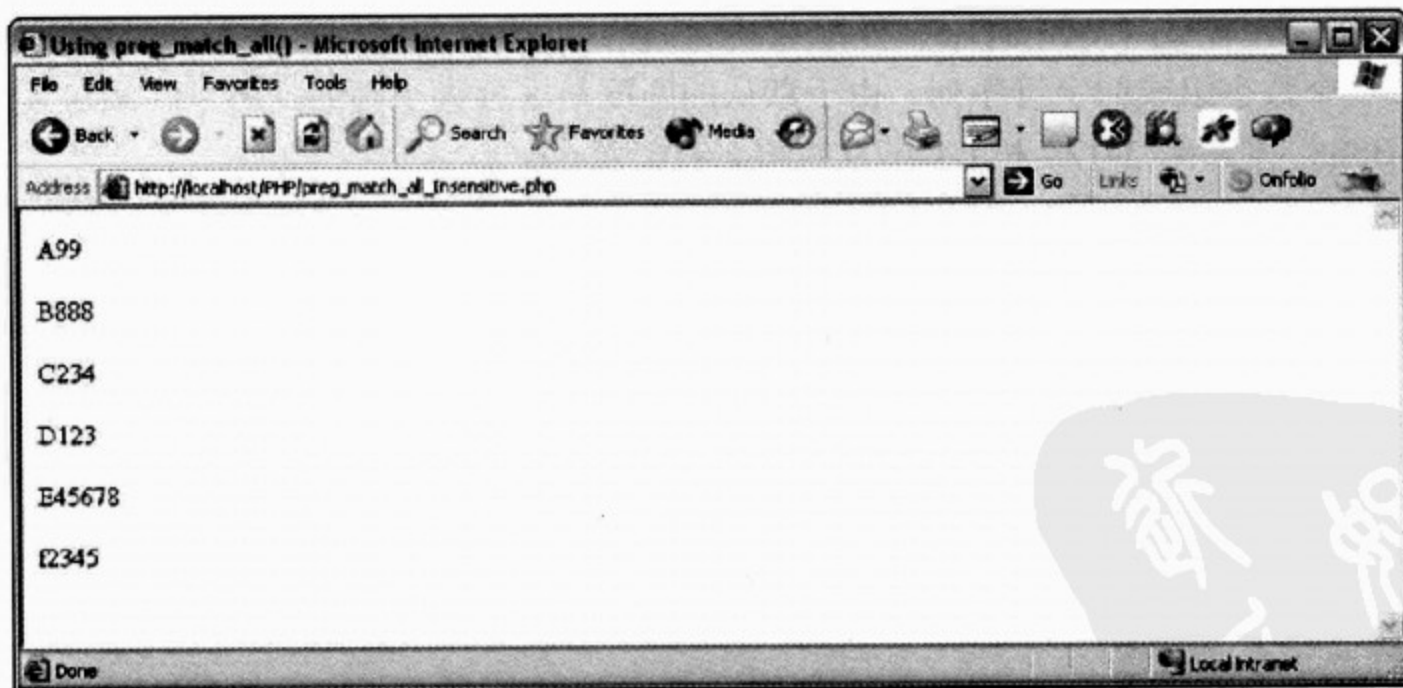 Using preg_match_all() - Microsoft Internet Explorer
File Edit View Favorites Tools Help
Back Search Favorites Media
Address http://localhost/PHP/preg_match_all_Insensitive.php Go Links Onfolio
A99
B888
C234
D123
E45678
f2345
Done Local intranet